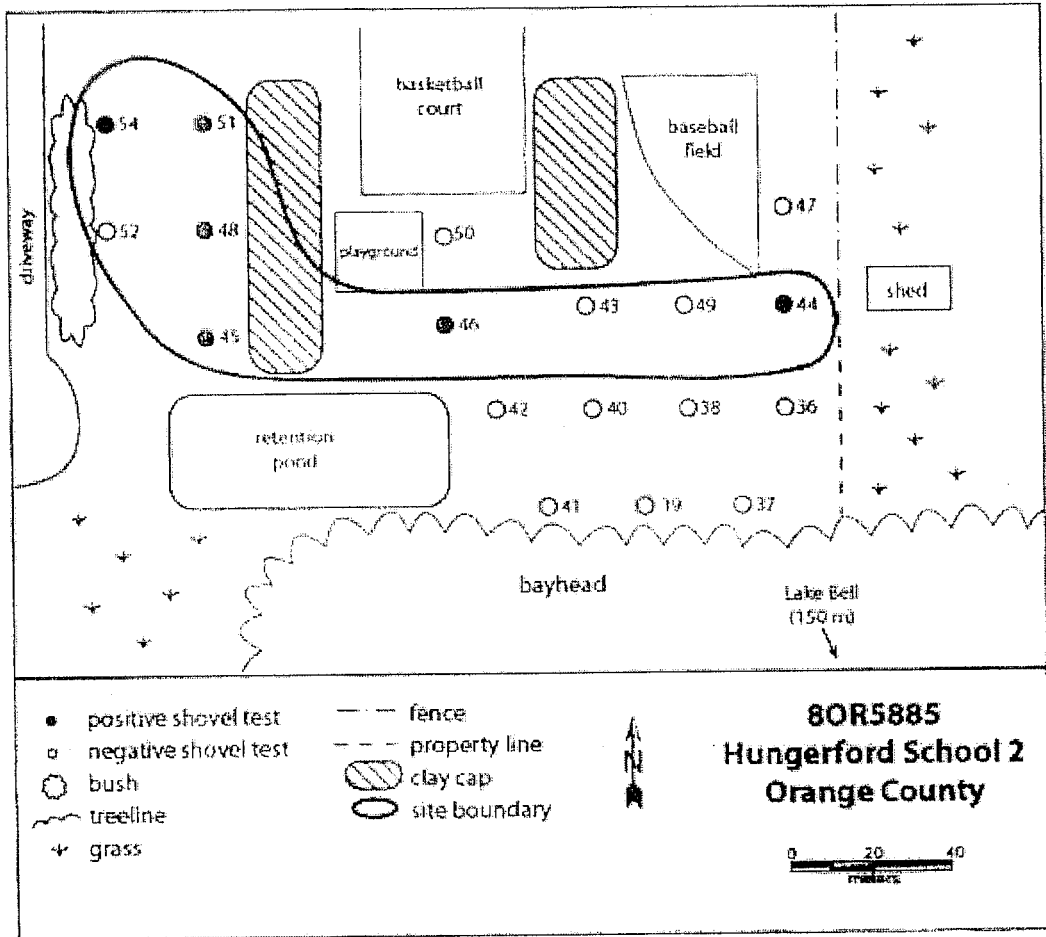 basketball
court
baseball
field
54
51
driveway
52
48
playground
50
47
shed
43
49
44
46
45
42
40
38
36
retention
pond
41
39
37
bayhead
Lake Bell
(150 m)
positive shovel test
negative shovel test
bush
treeline
grass
fence
property line
clay cap
site boundary
N
8OR5885
Hungerford School 2
Orange County
0 20 40
meters